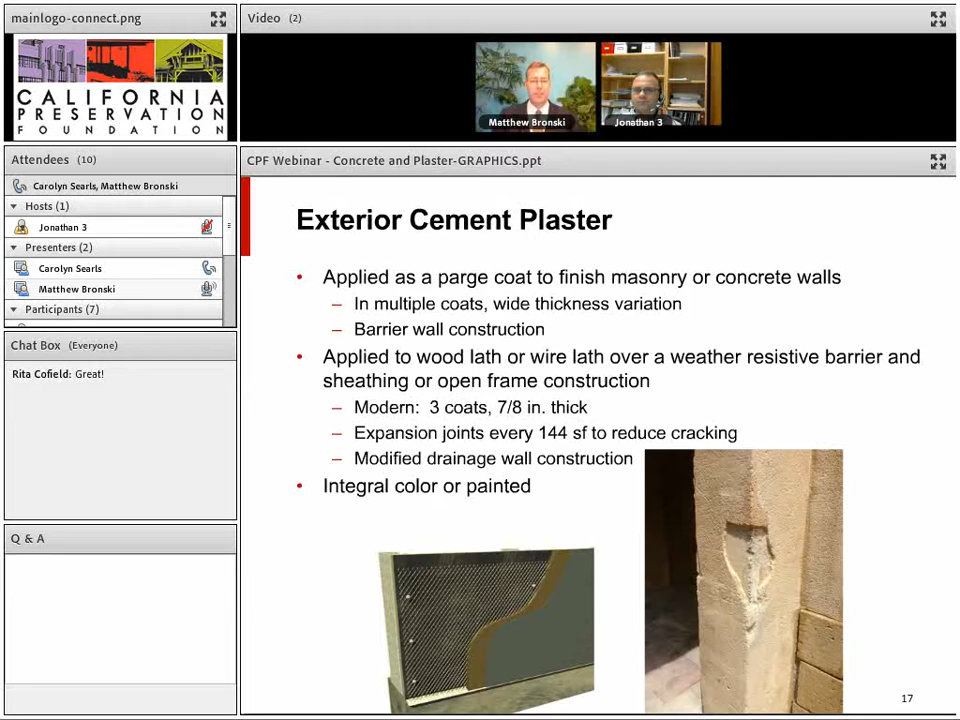 mainlogo-connect.png
CALIFORNIA
PRESERVATION
FOUNDATION
Video (2)
Matthew Bronski
Jonathan 3
Attendees (10)
Carolyn Searls, Matthew Bronski
Hosts (1)
Jonathan 3
Presenters (2)
Carolyn Searls
Matthew Bronski
Participants (7)
Chat Box (Everyone)
Rita Cofield: Great!
Q & A
CPF Webinar - Concrete and Plaster-GRAPHICS.ppt
Exterior Cement Plaster
• Applied as a parge coat to finish masonry or concrete walls
– In multiple coats, wide thickness variation
– Barrier wall construction
• Applied to wood lath or wire lath over a weather resistive barrier and
sheathing or open frame construction
– Modern: 3 coats, 7/8 in. thick
– Expansion joints every 144 sf to reduce cracking
– Modified drainage wall construction
• Integral color or painted
17